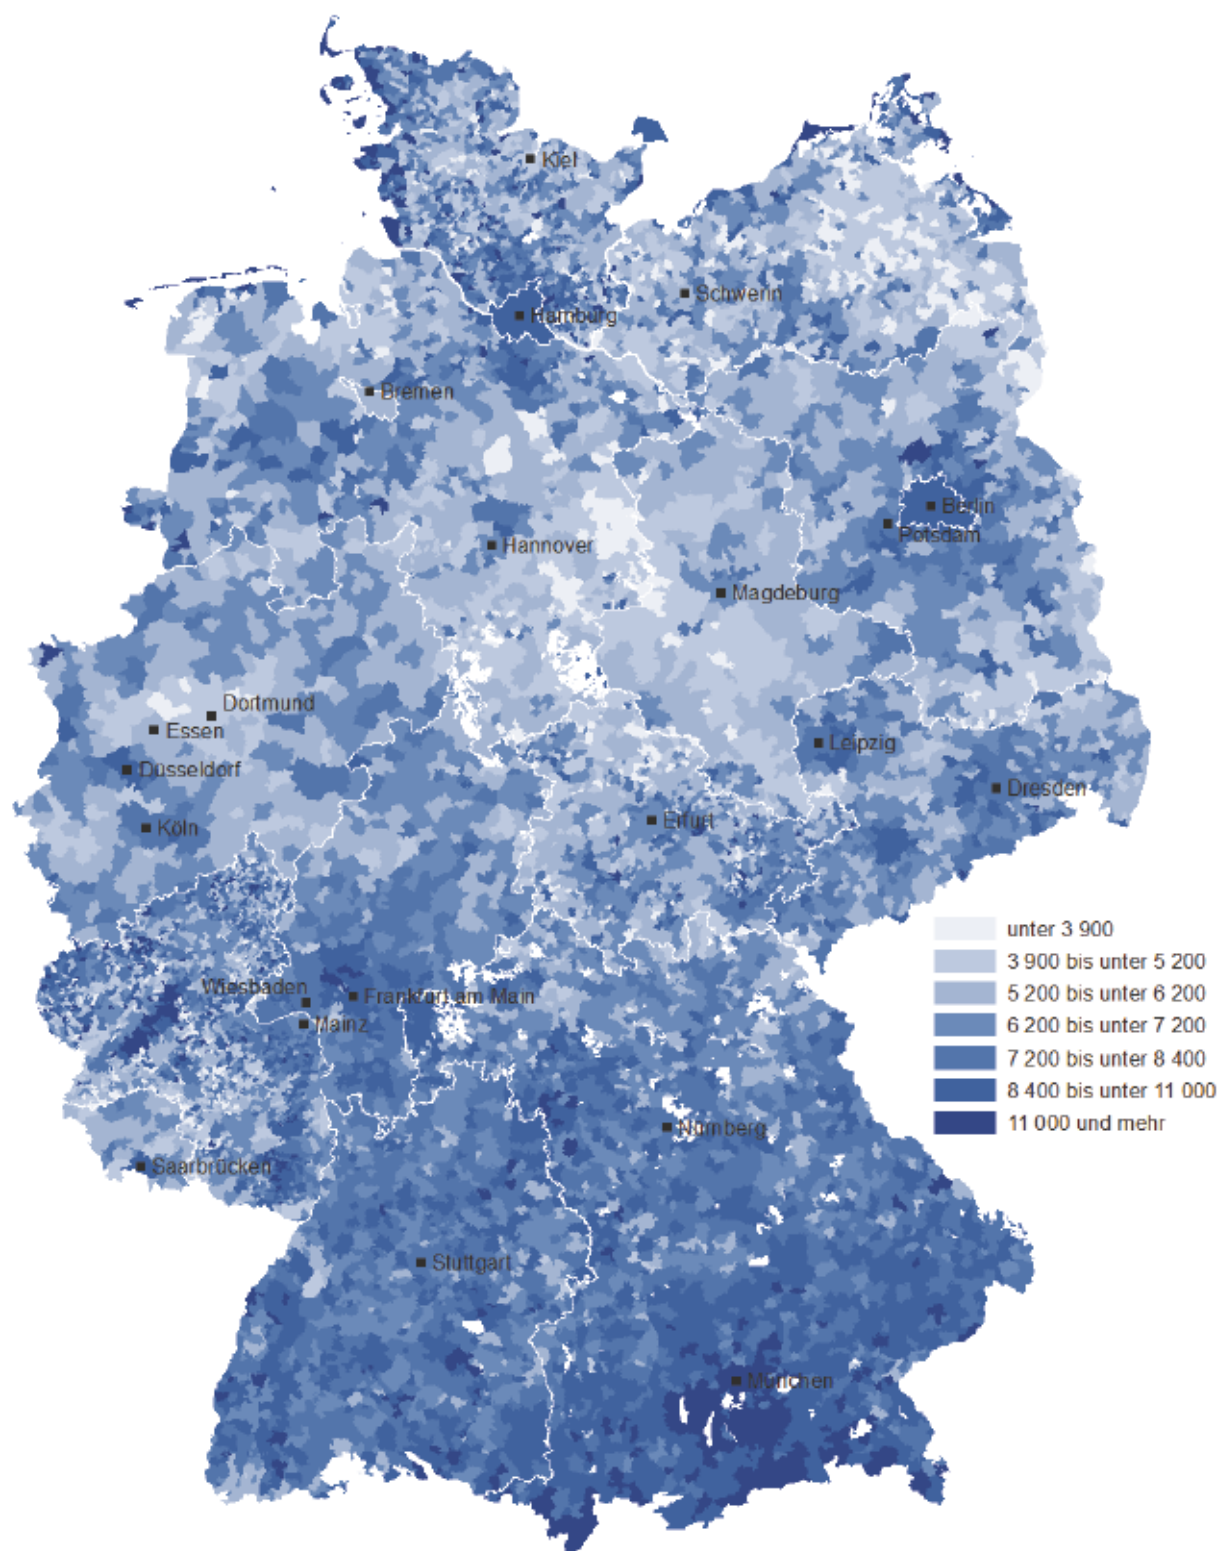 Kiel
Schwerin
Hamburg
Bremen
Berlin
Potsdam
Hannover
Magdeburg
Dortmund
Essen
Leipzig
Düsseldorf
Dresden
Köln
Erfurt
unter 3 900
3 900 bis unter 5 200
5 200 bis unter 6 200
6 200 bis unter 7 200
7 200 bis unter 8 400
8 400 bis unter 11 000
11 000 und mehr
Wiesbaden
Frankfurt am Main
Mainz
Nürnberg
Saarbrücken
Stuttgart
München